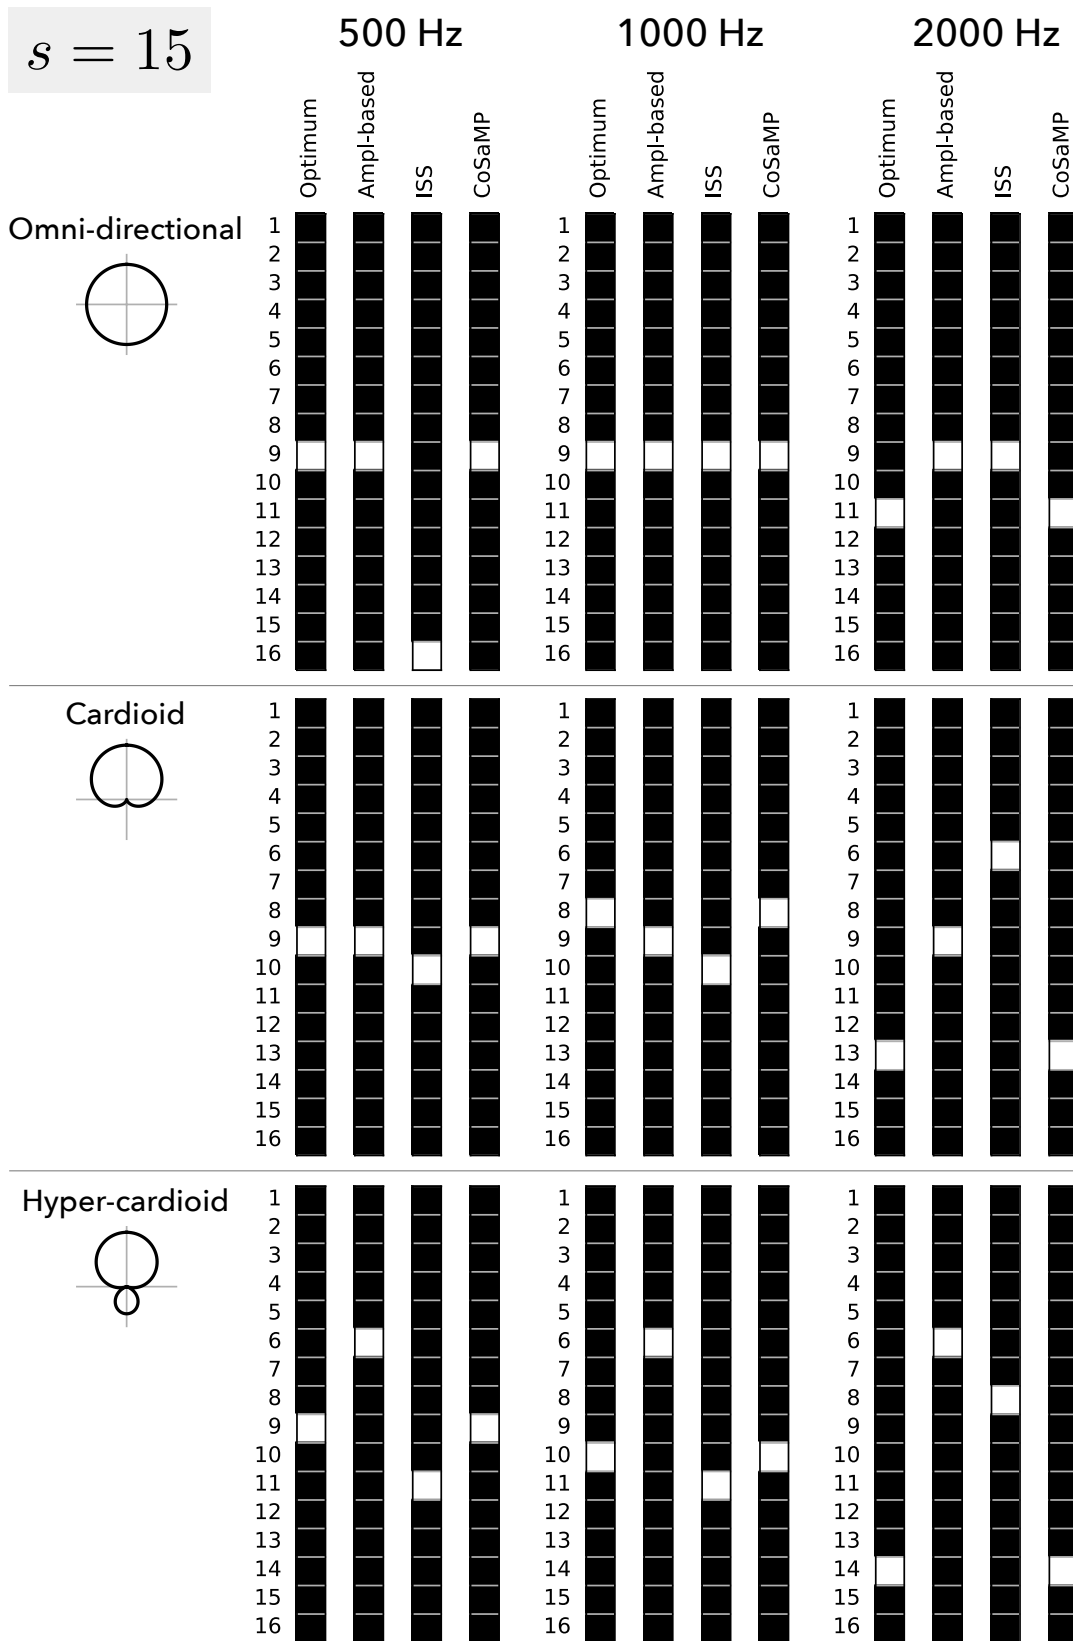 s = 15
500 Hz 1000 Hz 2000 Hz
Optimum Ampl-based ISS CoSaMP Optimum Ampl-based ISS CoSaMP Optimum Ampl-based ISS CoSaMP
Omni-directional
1 1 1
2 2 2
3 3 3
4 4 4
5 5 5
6 6 6
7 7 7
8 8 8
9 9 9
10 10 10
11 11 11
12 12 12
13 13 13
14 14 14
15 15 15
16 16 16
Cardioid
1 1 1
2 2 2
3 3 3
4 4 4
5 5 5
6 6 6
7 7 7
8 8 8
9 9 9
10 10 10
11 11 11
12 12 12
13 13 13
14 14 14
15 15 15
16 16 16
Hyper-cardioid
1 1 1
2 2 2
3 3 3
4 4 4
5 5 5
6 6 6
7 7 7
8 8 8
9 9 9
10 10 10
11 11 11
12 12 12
13 13 13
14 14 14
15 15 15
16 16 16